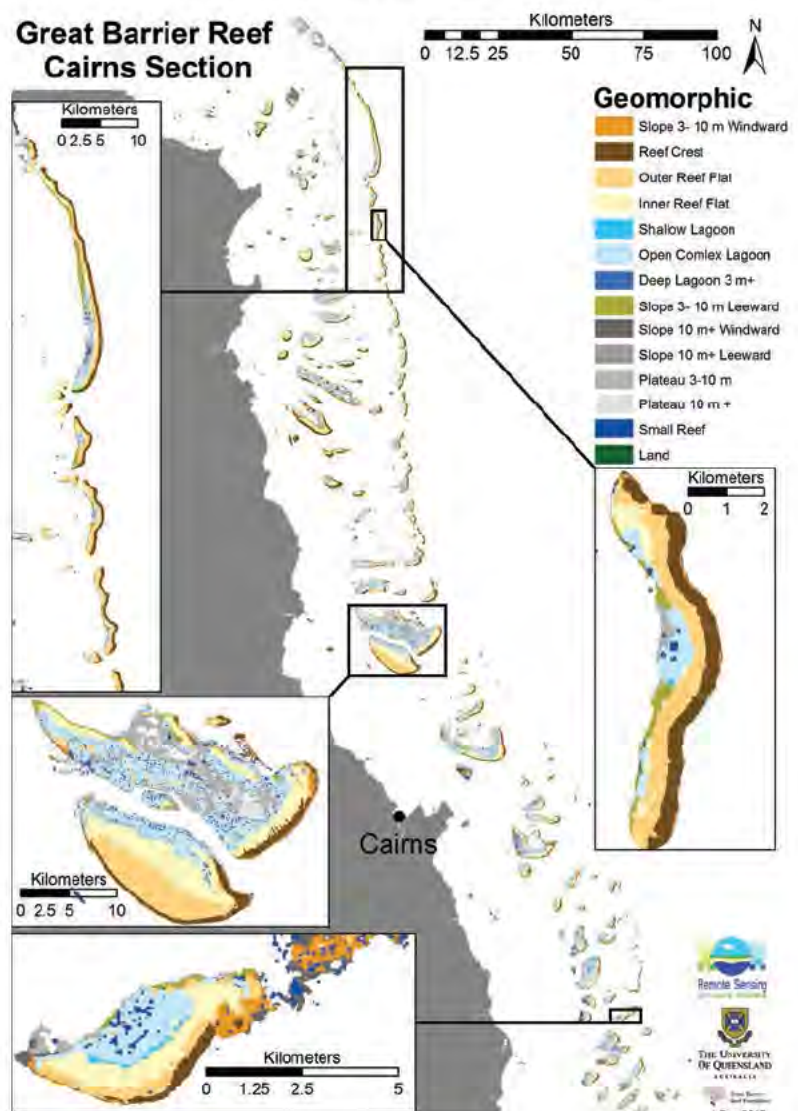 Great Barrier Reef
Cairns Section
Kilometers
0 12.5 25 50 75 100
N
Geomorphic
Slope 3- 10 m Windward
Reef Crest
Outer Reef Flat
Inner Reef Flat
Shallow Lagoon
Open Comlex Lagoon
Deep Lagoon 3 m+
Slope 3- 10 m Leeward
Slope 10 m+ Windward
Slope 10 m+ Leeward
Plateau 3-10 m
Plateau 10 m +
Small Reef
Land
Kilometers
0 2.5 5 10
Kilometers
0 1 2
Cairns
Kilometers
0 2.5 5 10
Kilometers
0 1.25 2.5 5
Remote Sensing
THE UNIVERSITY
OF QUEENSLAND
AUSTRALIA